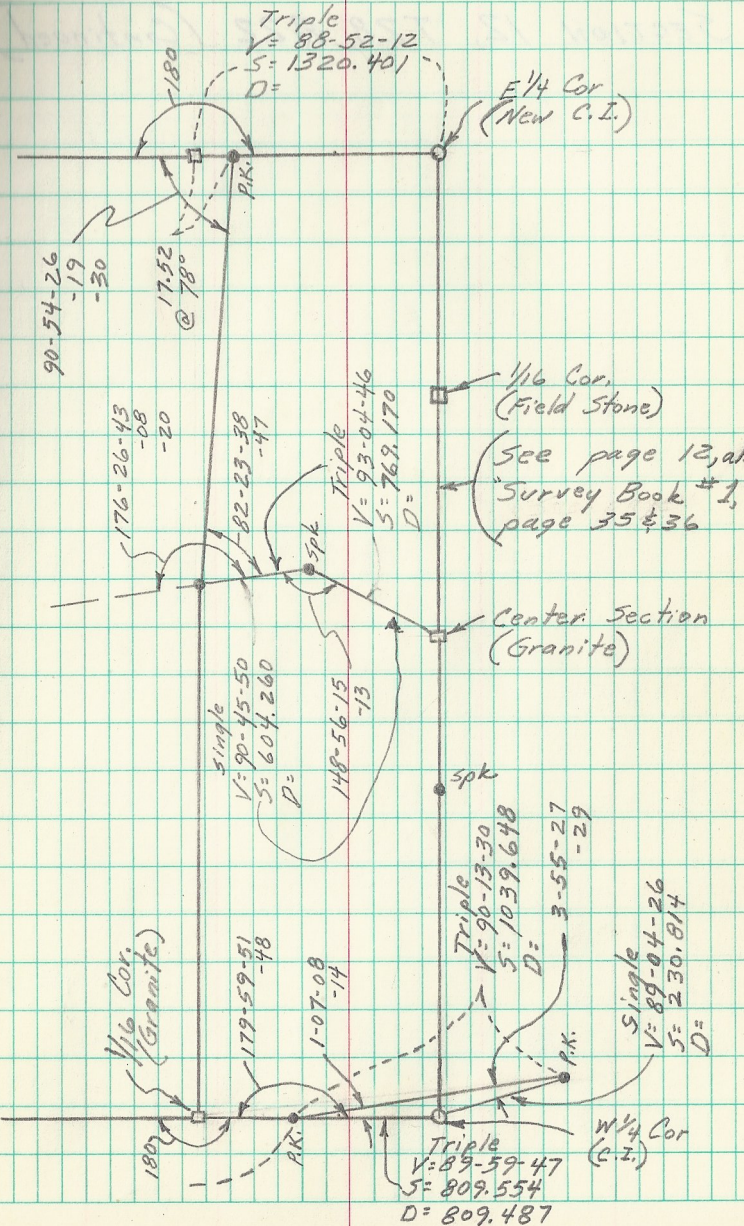 Triple
V= 88-52-12
S= 1320.401
D=
180
E 1/4 Cor
(New C.I.)
P.K.
90-54-26
-19
-30
17.52
@ 78°
1/16 Cor.
(Field Stone)
176-26-43
-08
-20
82-23-38
-47
Triple
V= 93-04-46
S= 769.170
D=
See page 12, al
"Survey Book #1,
page 35 & 36
Spk
Center Section
(Granite)
Single
V= 90-45-50
S= 604.260
D=
148-56-15
-13
spk
1/16 Cor.
(Granite)
179-59-51
-48
1-07-08
-14
Triple
V= 90-13-30
S= 1039.648
D=
3-55-27
-29
Single
V= 89-04-26
S= 230.814
D=
P.K.
180
P.K.
W 1/4 Cor
(C.I.)
Triple
V= 89-59-47
S= 809.554
D= 809.487